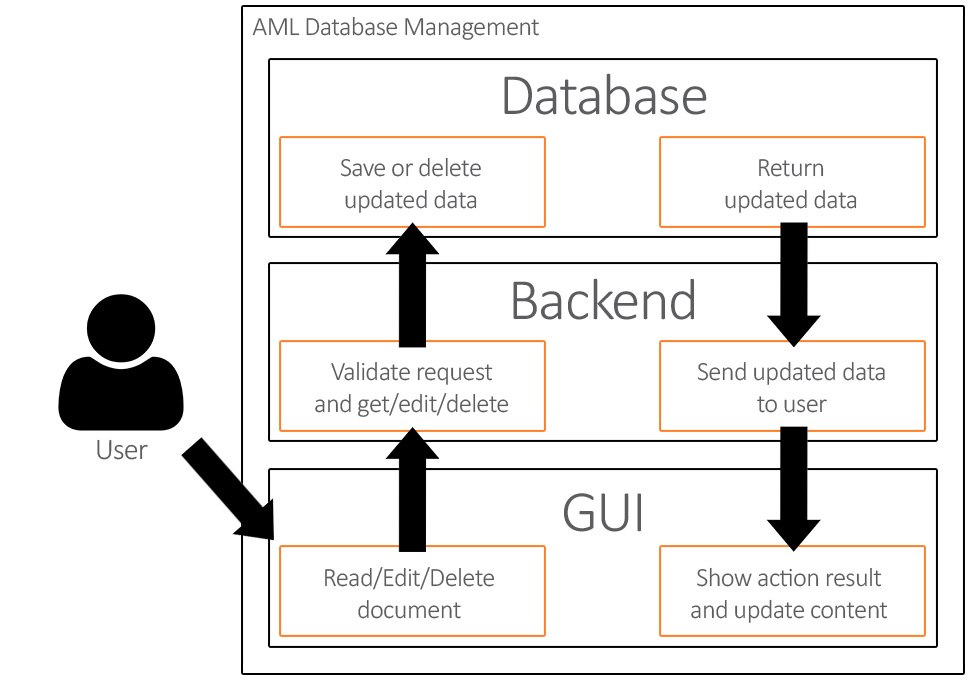 AML Database Management
Database
Save or delete
updated data
Return
updated data
Backend
Validate request
and get/edit/delete
Send updated data
to user
User
GUI
Read/Edit/Delete
document
Show action result
and update content